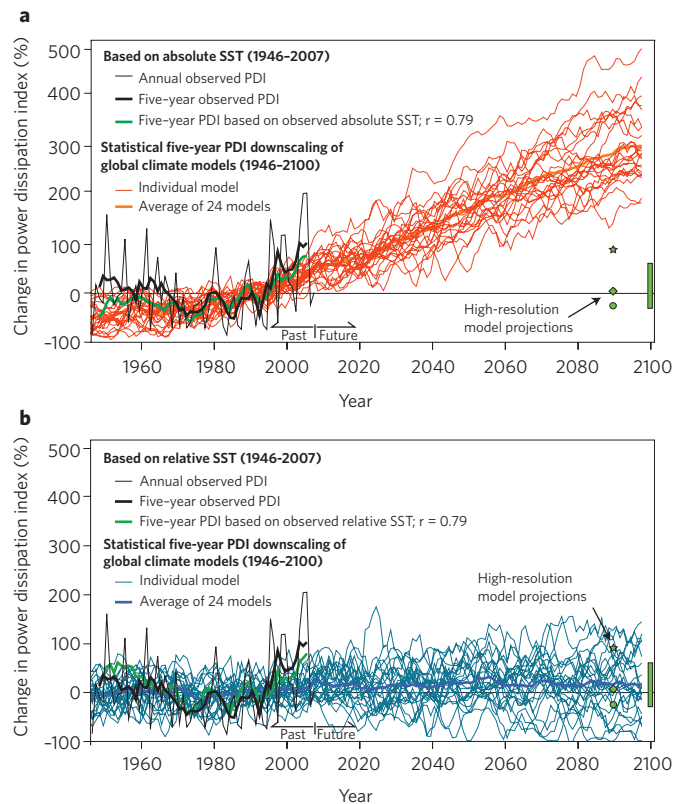 a
Change in power dissipation index (%)
500
400
300
200
100
0
-100
Based on absolute SST (1946–2007)
Annual observed PDI
Five–year observed PDI
Five–year PDI based on observed absolute SST; r = 0.79
Statistical five–year PDI downscaling of
global climate models (1946–2100)
Individual model
Average of 24 models
High-resolution
model projections
Past
Future
1960
1980
2000
2020
2040
2060
2080
2100
Year
b
Change in power dissipation index (%)
500
400
300
200
100
0
-100
Based on relative SST (1946-2007)
Annual observed PDI
Five–year observed PDI
Five–year PDI based on observed relative SST; r = 0.79
Statistical five–year PDI downscaling of
global climate models (1946–2100)
Individual model
Average of 24 models
High-resolution
model projections
Past
Future
1960
1980
2000
2020
2040
2060
2080
2100
Year